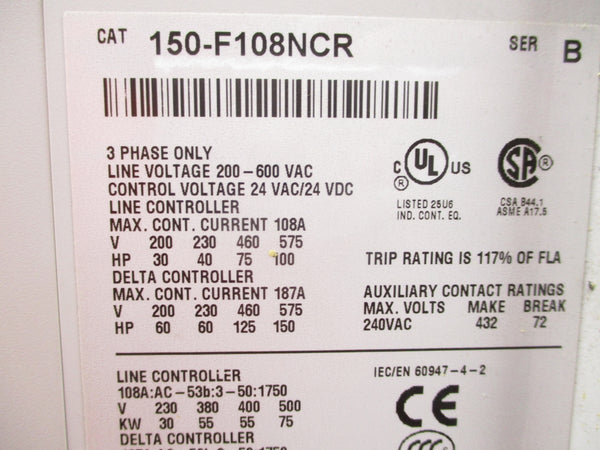 CAT 150-F108NCR SER B
3 PHASE ONLY
LINE VOLTAGE 200-600 VAC
CONTROL VOLTAGE 24 VAC/24 VDC
LINE CONTROLLER
MAX. CONT. CURRENT 108A
V 200 230 460 575
HP 30 40 75 100
DELTA CONTROLLER
MAX. CONT. CURRENT 187A
V 200 230 460 575
HP 60 60 125 150
C UL US ®
LISTED 25U6
IND. CONT. EQ.
SA ®
CSA B44.1
ASME A17.5
TRIP RATING IS 117% OF FLA
AUXILIARY CONTACT RATINGS
MAX. VOLTS MAKE BREAK
240VAC 432 72
LINE CONTROLLER
108A:AC-53b:3-50:1750
V 230 380 400 500
KW 30 55 55 75
DELTA CONTROLLER
IEC/EN 60947-4-2
CE